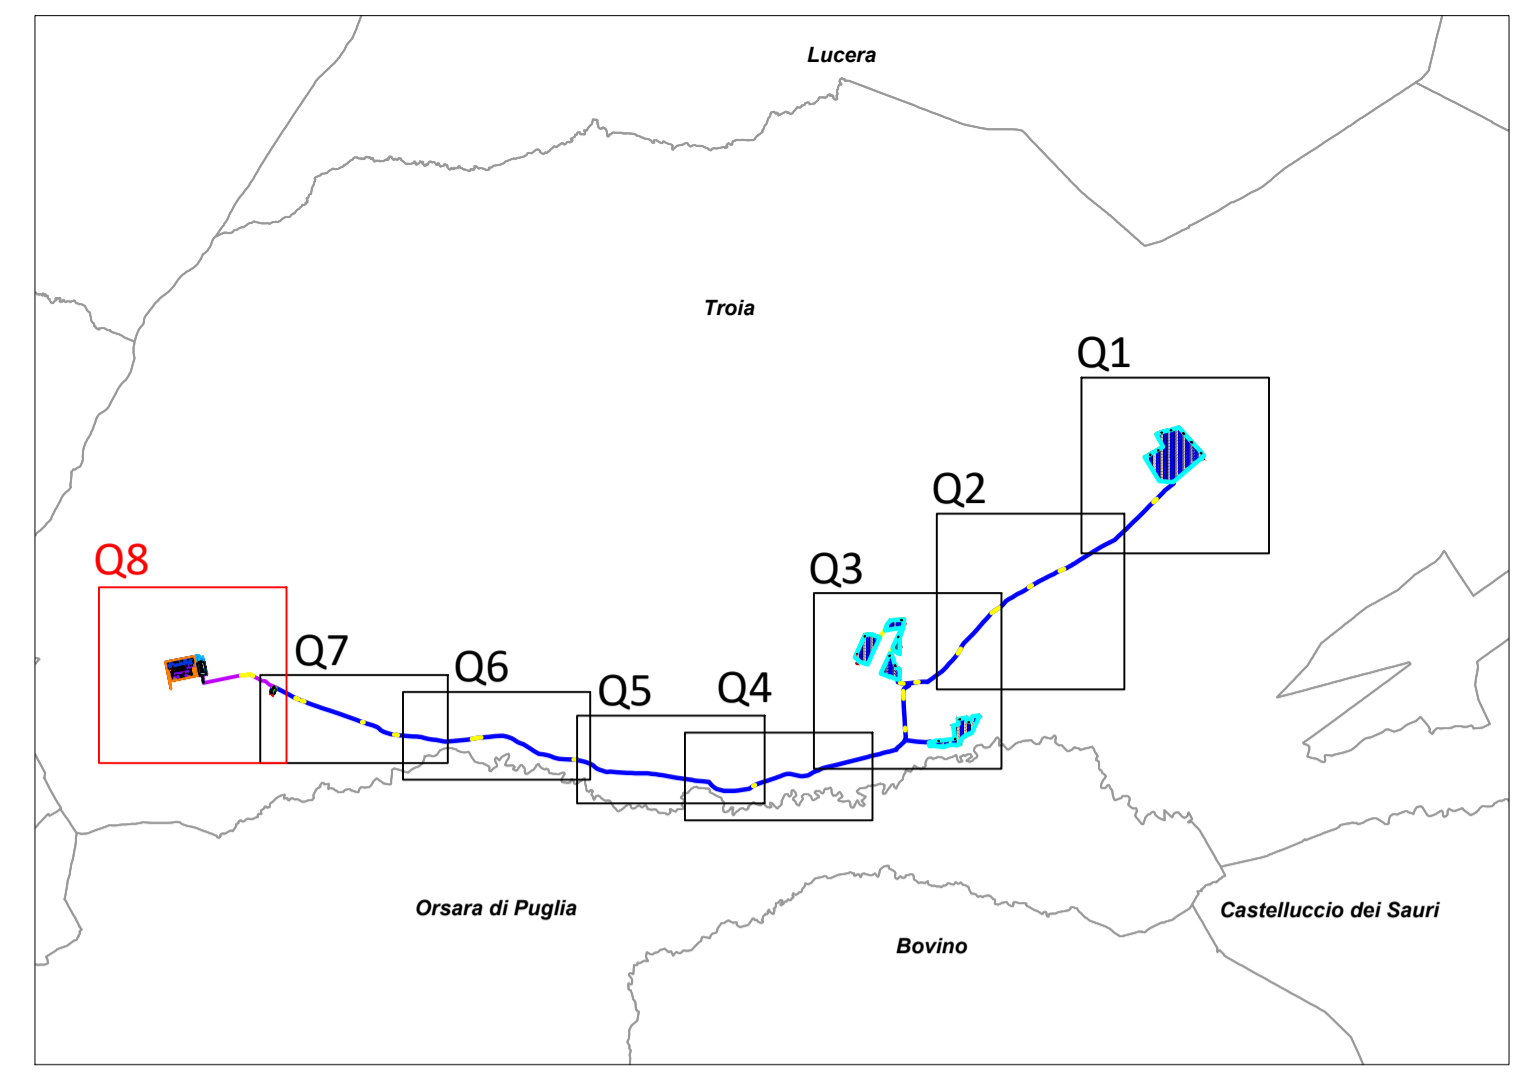 Lucera
Troia
Q1
Q2
Q3
Q8
Q7
Q6
Q5
Q4
Orsara di Puglia
Castelluccio dei Sauri
Bovino